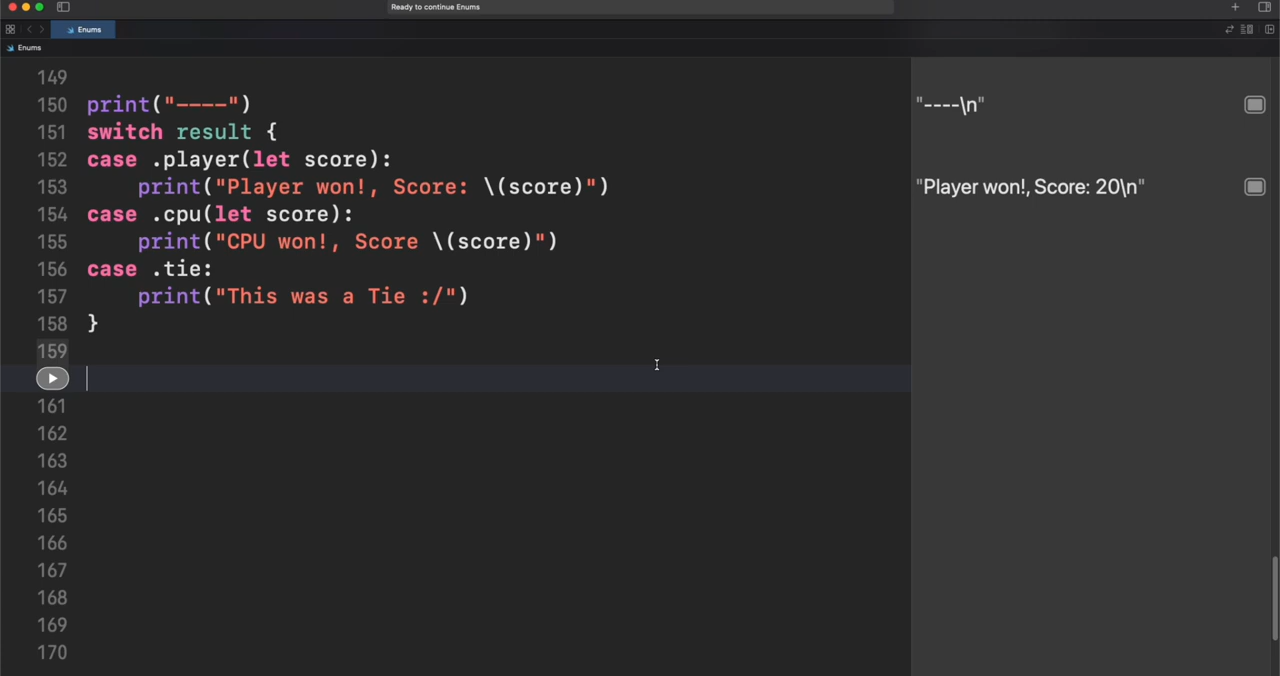 Ready to continue Enums
Enums
Enums
149
150 print("----") "----\n"
151 switch result {
152 case .player(let score):
153     print("Player won!, Score: \(score)") "Player won!, Score: 20\n"
154 case .cpu(let score):
155     print("CPU won!, Score \(score)")
156 case .tie:
157     print("This was a Tie :/")
158 }
159
161
162
163
164
165
166
167
168
169
170